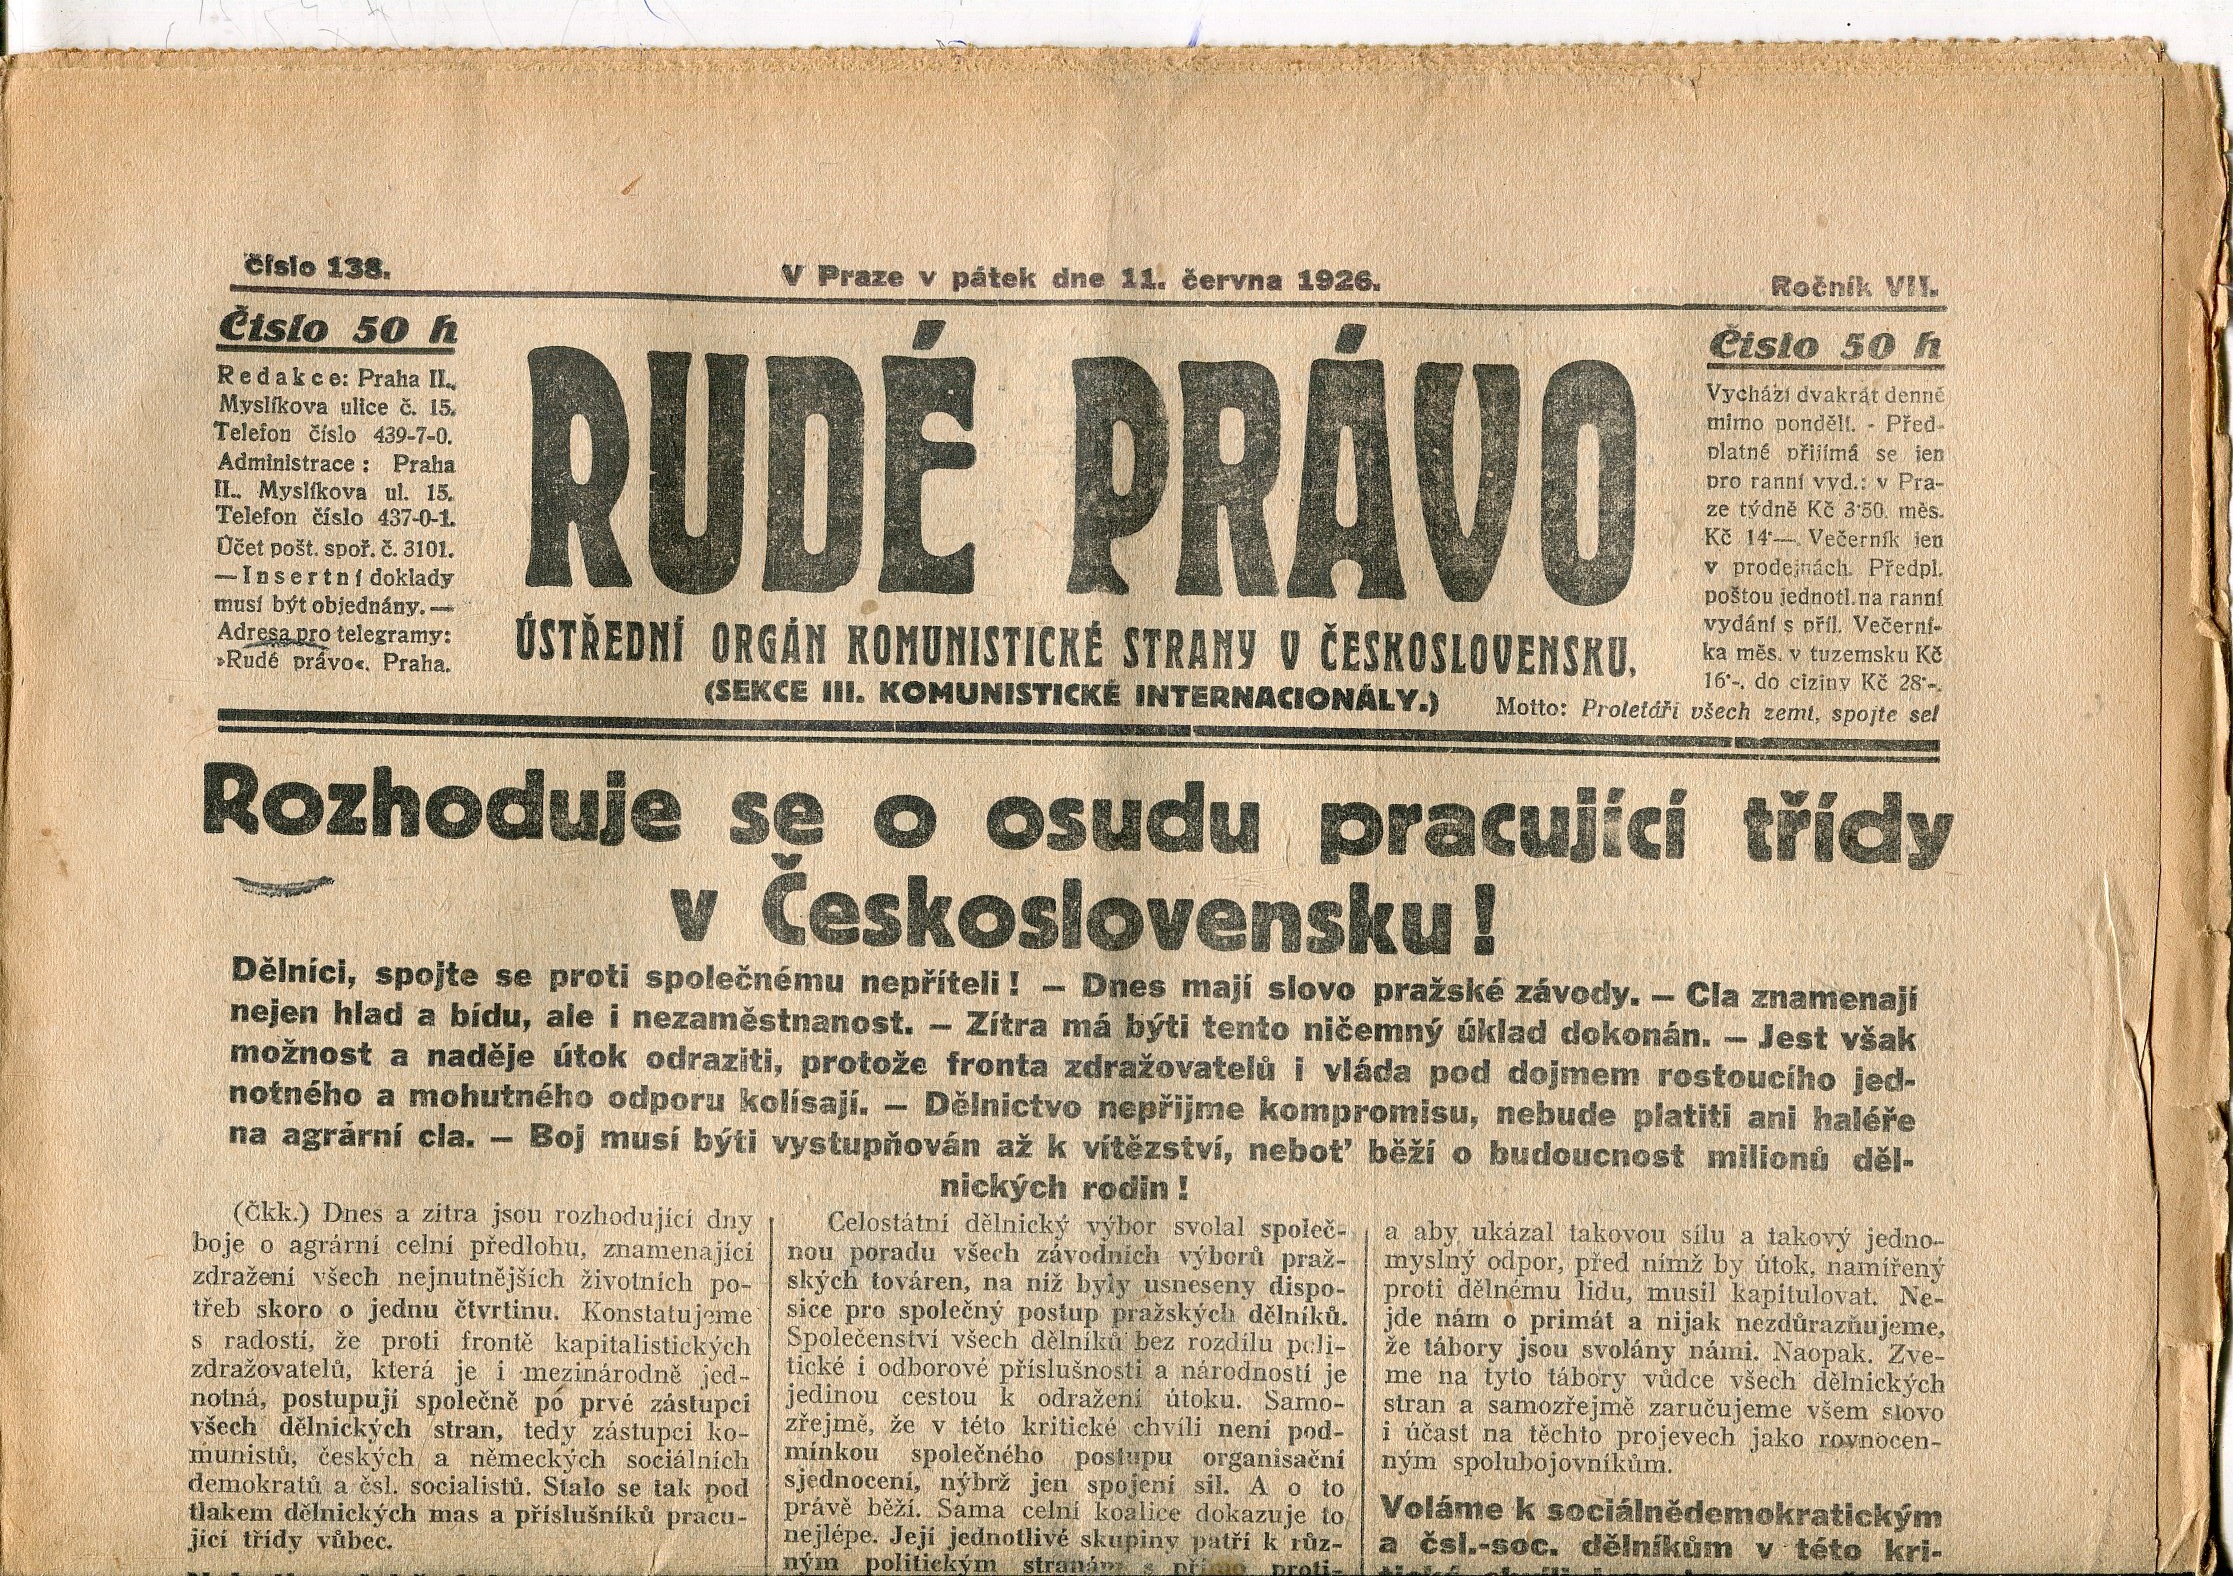 Číslo 138.
V Praze v pátek dne 11. června 1926.
Ročník VII.
Číslo 50 h
Redakce: Praha II.,
Myslíkova ulice č. 15.
Telefon číslo 439-7-0.
Administrace: Praha
II., Myslíkova ul. 15.
Telefon číslo 437-0-1.
Účet pošt. spoř. č. 3101.
— Insertní doklady
musí být objednány. —
Adresa pro telegramy:
»Rudé právo«. Praha.
RUDÉ PRÁVO
ÚSTŘEDNÍ ORGÁN KOMUNISTICKÉ STRANY V ČESKOSLOVENSKU.
(SEKCE III. KOMUNISTICKÉ INTERNACIONÁLY.)
Číslo 50 h
Vychází dvakrát denně
mimo pondělí. - Před-
platné přijímá se jen
pro ranní vyd.: v Pra-
ze týdně Kč 3·50. měs.
Kč 14·—. Večerník jen
v prodejnách. Předpl.
poštou jednotl. na ranní
vydání s příl. Večerní-
ka měs. v tuzemsku Kč
16·-. do ciziny Kč 28·-.
Motto: Proletáři všech zemí, spojte se!
Rozhoduje se o osudu pracující třídy
v Československu!
Dělníci, spojte se proti společnému nepříteli! — Dnes mají slovo pražské závody. — Cla znamenají
nejen hlad a bídu, ale i nezaměstnanost. — Zítra má býti tento ničemný úklad dokonán. — Jest však
možnost a naděje útok odraziti, protože fronta zdražovatelů i vláda pod dojmem rostoucího jed-
notného a mohutného odporu kolísají. — Dělnictvo nepřijme kompromisu, nebude platiti ani haléře
na agrární cla. — Boj musí býti vystupňován až k vítězství, neboť běží o budoucnost milionů děl-
nických rodin!
(Čkk.) Dnes a zítra jsou rozhodující dny
boje o agrární celní předlohu, znamenající
zdražení všech nejnutnějších životních po-
třeb skoro o jednu čtvrtinu. Konstatujeme
s radostí, že proti frontě kapitalistických
zdražovatelů, která je i mezinárodně jed-
notná, postupují společně po prvé zástupci
všech dělnických stran, tedy zástupci ko-
munistů, českých a německých sociálních
demokratů a čsl. socialistů. Stalo se tak pod
tlakem dělnických mas a příslušníků pracu-
jící třídy vůbec.
Celostátní dělnický výbor svolal společ-
nou poradu všech závodních výborů praž-
ských továren, na níž byly usneseny dispo-
sice pro společný postup pražských dělníků.
Společenství všech dělníků bez rozdílu poli-
tické i odborové příslušnosti a národností je
jedinou cestou k odražení útoku. Samo-
zřejmě, že v této kritické chvíli není pod-
mínkou společného postupu organisační
sjednocení, nýbrž jen spojení sil. A o to
právě běží. Sama celní koalice dokazuje to
nejlépe. Její jednotlivé skupiny patří k růz-
ným politickým stranám s přímo proti-
a aby ukázal takovou sílu a takový jedno-
myslný odpor, před nímž by útok, namířený
proti dělnému lidu, musil kapitulovat. Ne-
jde nám o primát a nijak nezdůrazňujeme,
že tábory jsou svolány námi. Naopak. Zve-
me na tyto tábory vůdce všech dělnických
stran a samozřejmě zaručujeme všem slovo
i účast na těchto projevech jako rovnocen-
ným spolubojovníkům.
Voláme k sociálnědemokratickým
a čsl.-soc. dělníkům v této kri-